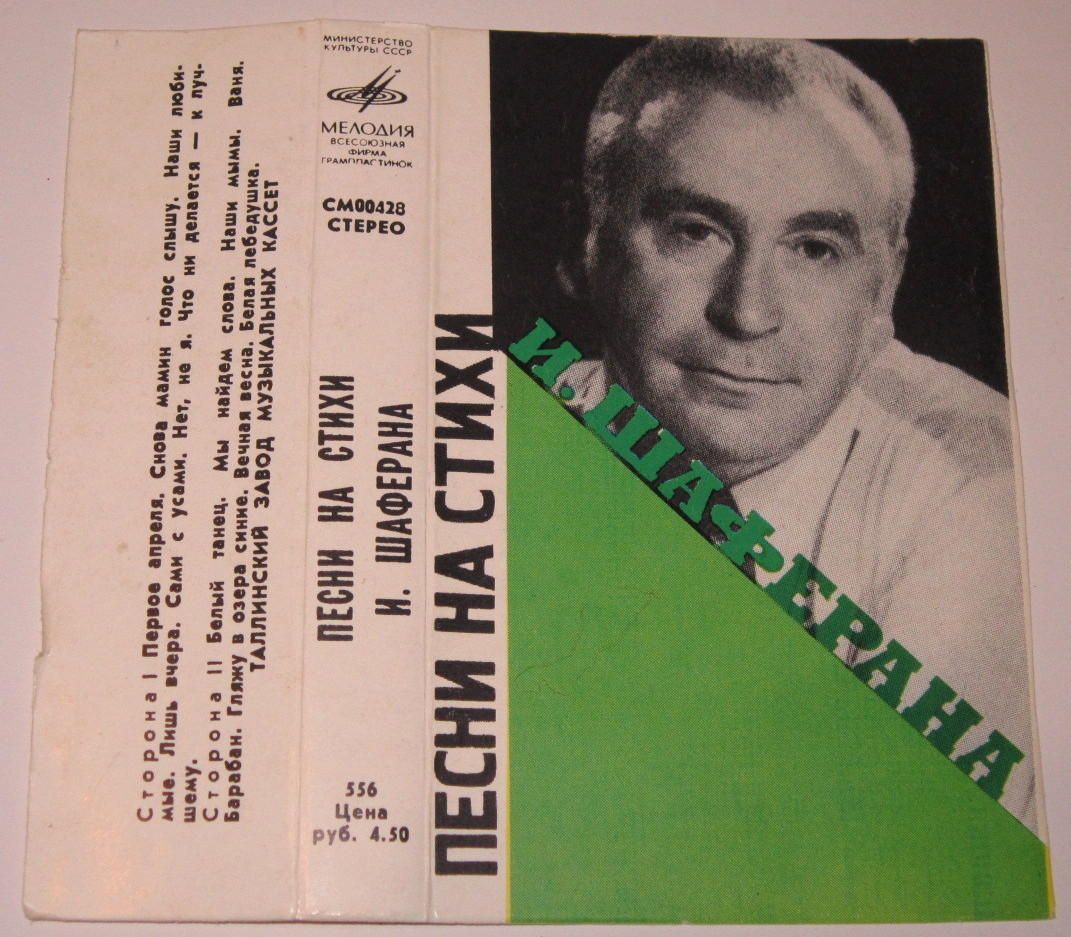 Сторона I Первое апреля. Снова мамин голос слышу. Наши люби-
мые. Лишь вчера. Сами с усами. Нет, не я. Что ни делается — к луч-
шему.
Сторона II Белый танец. Мы найдем слова. Наши мымы. Ваня.
Барабан. Гляжу в озера синие. Вечная весна. Белая лебедушка.
ТАЛЛИНСКИЙ ЗАВОД МУЗЫКАЛЬНЫХ КАССЕТ
МИНИСТЕРСТВО
КУЛЬТУРЫ СССР
МЕЛОДИЯ
ВСЕСОЮЗНАЯ
ФИРМА
ГРАМПЛАСТИНОК
СМ00428
СТЕРЕО
ПЕСНИ НА СТИХИ
И. ШАФЕРАНА
556
Цена
руб. 4.50
ПЕСНИ НА СТИХИ
И. ШАФЕРАНА